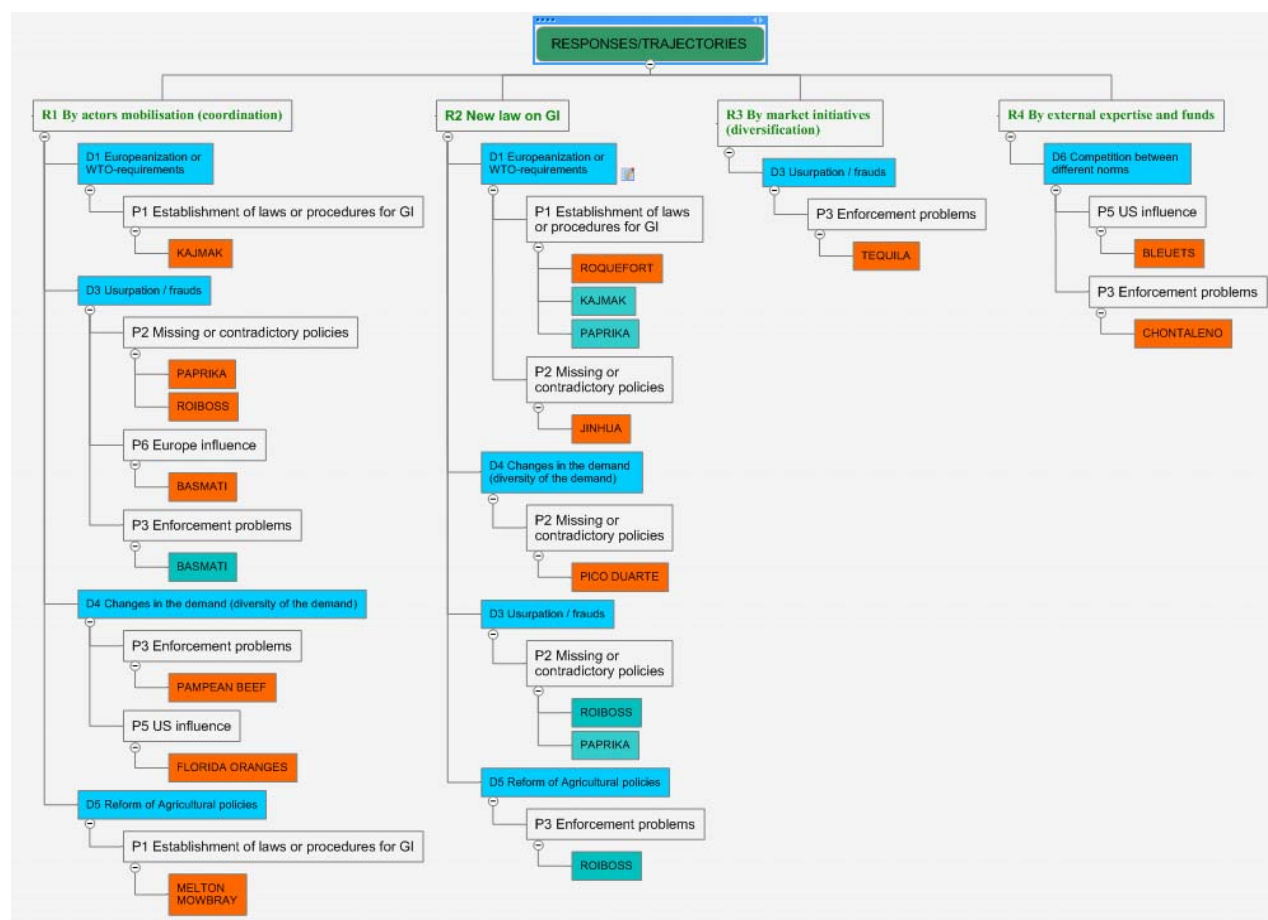 RESPONSES/TRAJECTORIES
R1 By actors mobilisation (coordination)
D1 Europeanization or
WTO-requirements
P1 Establishment of laws or procedures for GI
KAJMAK
D3 Usurpation / frauds
P2 Missing or contradictory policies
PAPRIKA
ROIBOSS
P6 Europe influence
BASMATI
P3 Enforcement problems
BASMATI
D4 Changes in the demand (diversity of the demand)
P3 Enforcement problems
PAMPEAN BEEF
P5 US influence
FLORIDA ORANGES
D5 Reform of Agricultural policies
P1 Establishment of laws or procedures for GI
MELTON
MOWBRAY
R2 New law on GI
D1 Europeanization or
WTO-requirements
P1 Establishment of laws
or procedures for GI
ROQUEFORT
KAJMAK
PAPRIKA
P2 Missing or
contradictory policies
JINHUA
D4 Changes in the demand
(diversity of the demand)
P2 Missing or
contradictory policies
PICO DUARTE
D3 Usurpation / frauds
P2 Missing or
contradictory policies
ROIBOSS
PAPRIKA
D5 Reform of Agricultural policies
P3 Enforcement problems
ROIBOSS
R3 By market initiatives
(diversification)
D3 Usurpation / frauds
P3 Enforcement problems
TEQUILA
R4 By external expertise and funds
D6 Competition between
different norms
P5 US influence
BLEUETS
P3 Enforcement problems
CHONTALENO